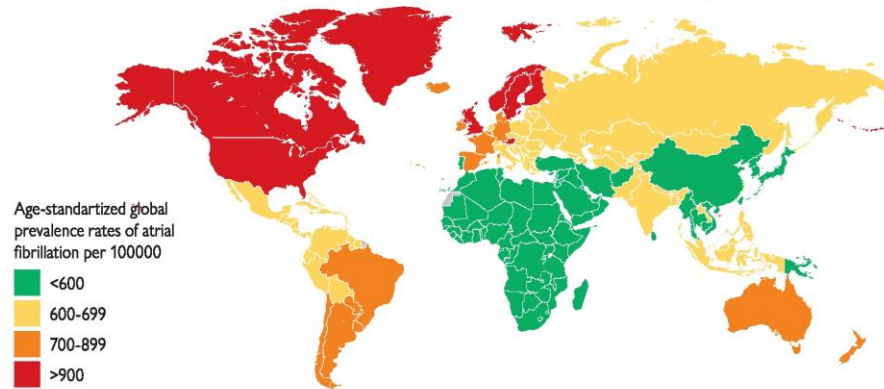 Age-standartized global
prevalence rates of atrial
fibrillation per 100000
<600
600-699
700-899
>900